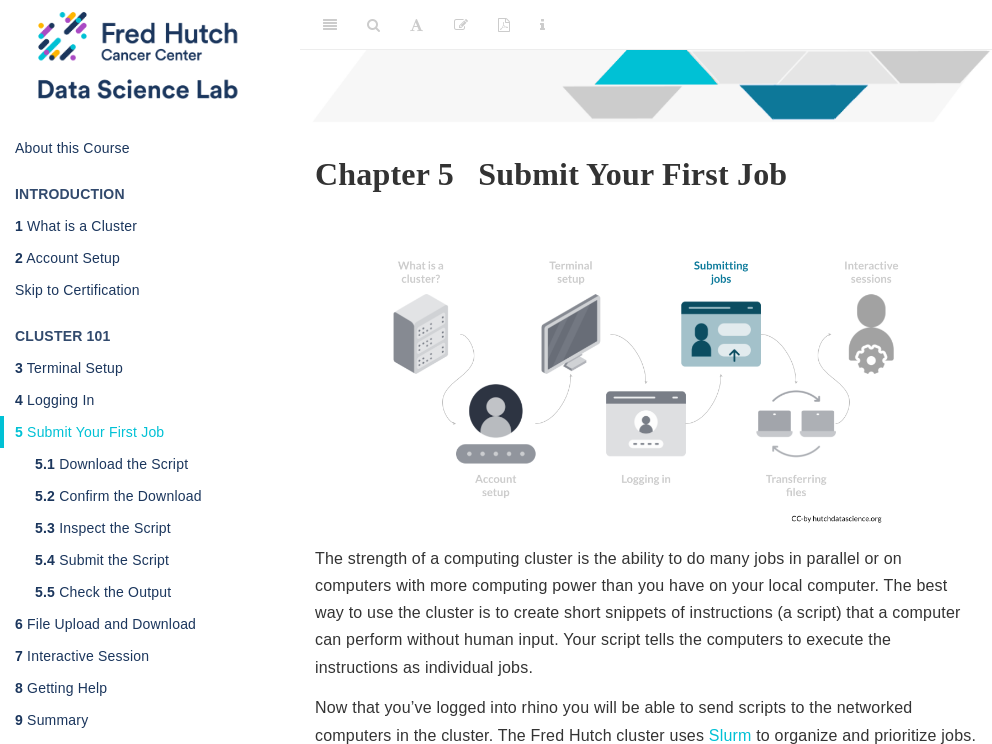 Fred Hutch
Cancer Center
Data Science Lab
About this Course
INTRODUCTION
1 What is a Cluster
2 Account Setup
Skip to Certification
CLUSTER 101
3 Terminal Setup
4 Logging In
5 Submit Your First Job
5.1 Download the Script
5.2 Confirm the Download
5.3 Inspect the Script
5.4 Submit the Script
5.5 Check the Output
6 File Upload and Download
7 Interactive Session
8 Getting Help
9 Summary
Chapter 5 Submit Your First Job
What is a
cluster?
Terminal
setup
Submitting
jobs
Interactive
sessions
Account
setup
Logging in
Transferring
files
CC-by hutchdatascience.org
The strength of a computing cluster is the ability to do many jobs in parallel or on
computers with more computing power than you have on your local computer. The best
way to use the cluster is to create short snippets of instructions (a script) that a computer
can perform without human input. Your script tells the computers to execute the
instructions as individual jobs.
Now that you’ve logged into rhino you will be able to send scripts to the networked
computers in the cluster. The Fred Hutch cluster uses Slurm to organize and prioritize jobs.